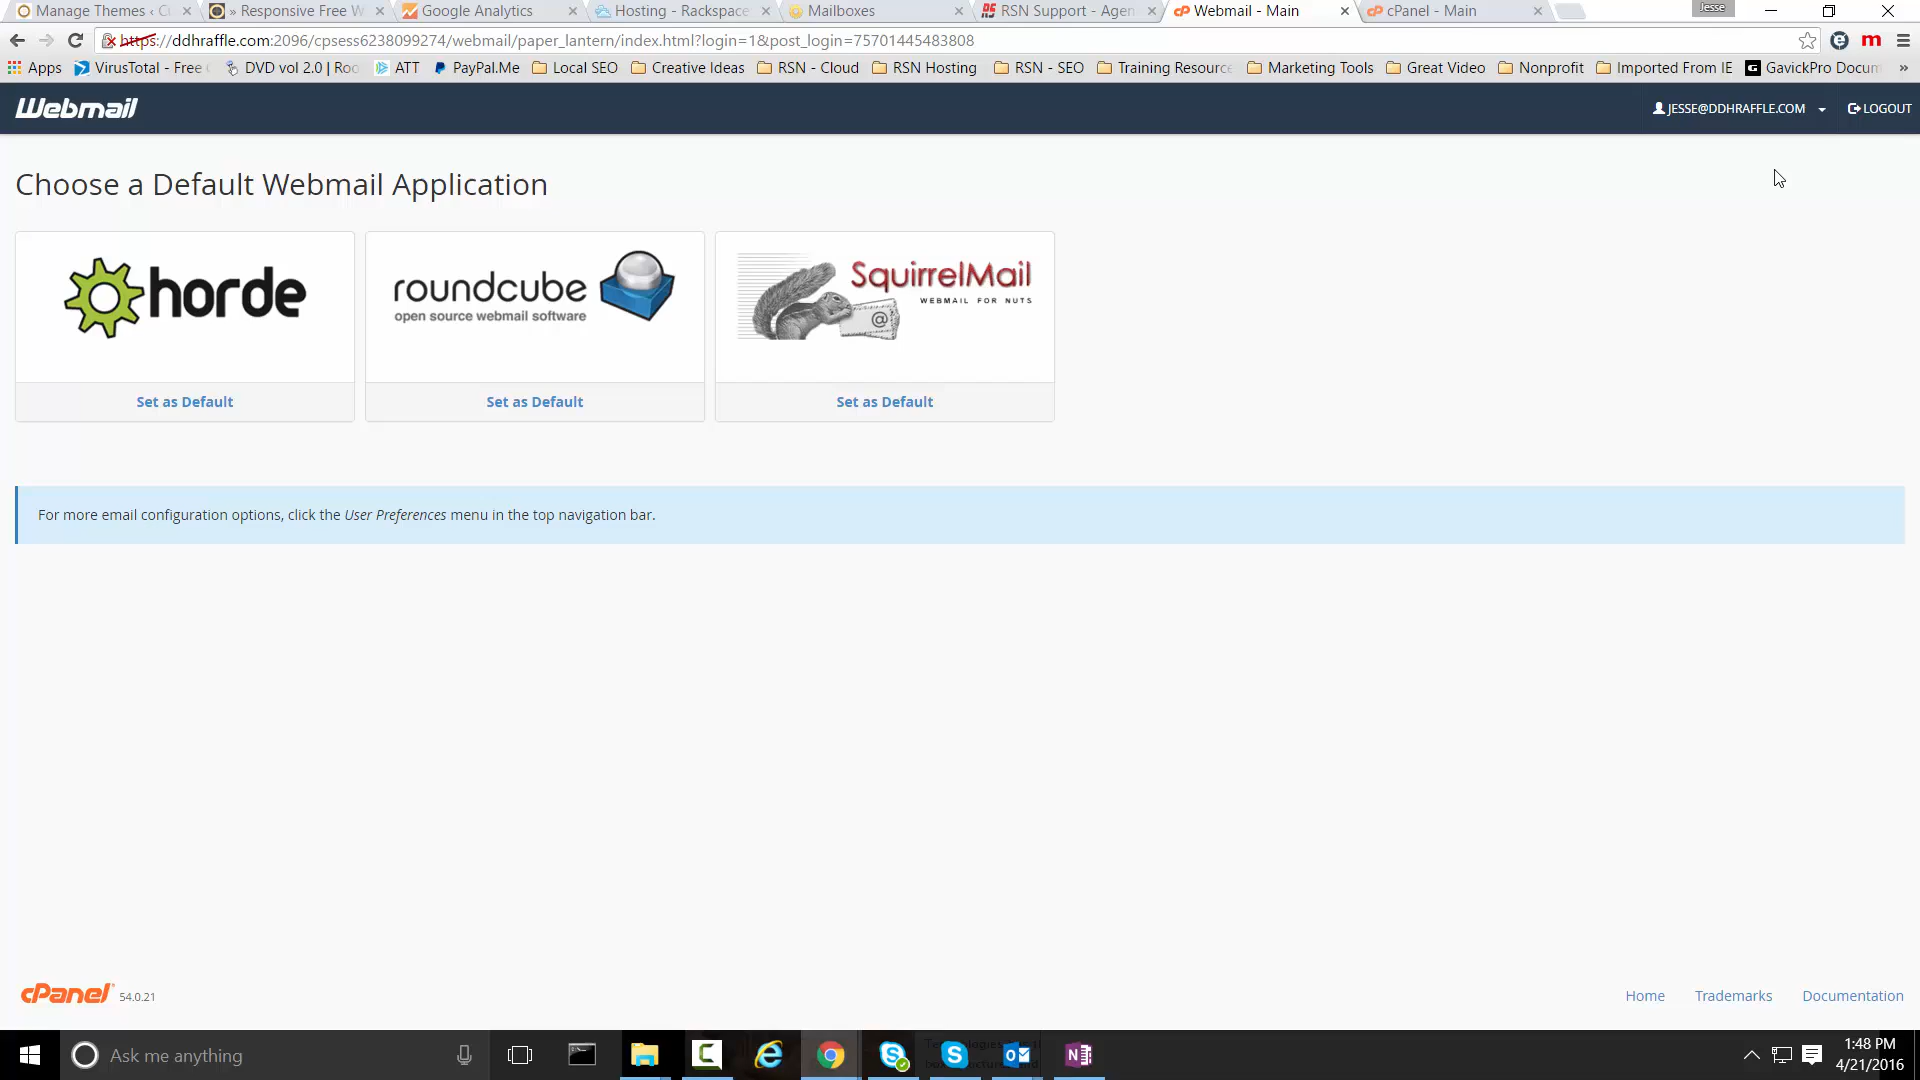 Manage Themes ‹ C
» Responsive Free W
Google Analytics
Hosting - Rackspace
Mailboxes
RSN Support - Agen
Webmail - Main
cPanel - Main
Jesse
https://ddhraffle.com:2096/cpsess6238099274/webmail/paper_lantern/index.html?login=1&post_login=75701445483808
Apps VirusTotal - Free DVD vol 2.0 | Roo ATT PayPal.Me Local SEO Creative Ideas RSN - Cloud RSN Hosting RSN - SEO Training Resource Marketing Tools Great Video Nonprofit Imported From IE GavickPro Docum »
Webmail
JESSE@DDHRAFFLE.COM LOGOUT
Choose a Default Webmail Application
horde
roundcube
open source webmail software
SquirrelMail
WEBMAIL FOR NUTS
@
Set as Default
Set as Default
Set as Default
For more email configuration options, click the User Preferences menu in the top navigation bar.
cPanel 54.0.21
Home Trademarks Documentation
Ask me anything
1:48 PM
4/21/2016